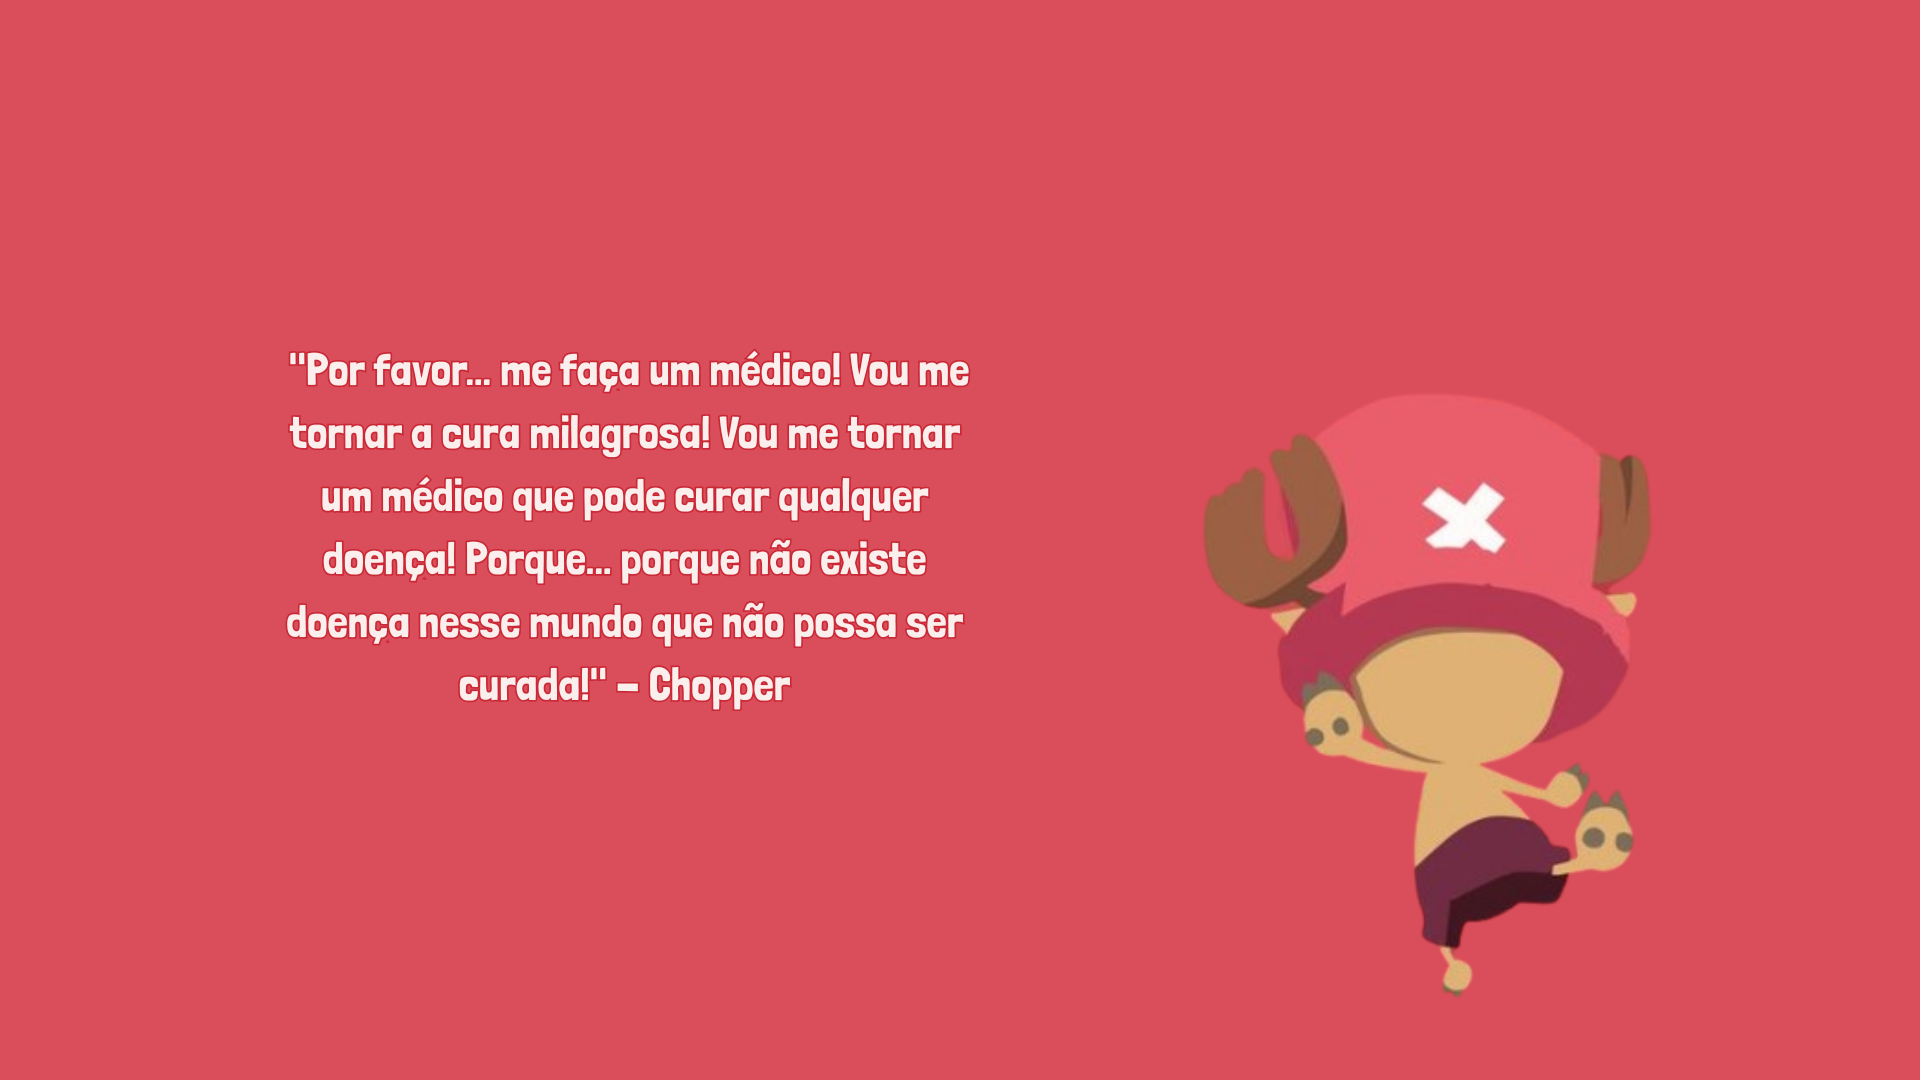 "Por favor... me faça um médico! Vou me
tornar a cura milagrosa! Vou me tornar
um médico que pode curar qualquer
doença! Porque... porque não existe
doença nesse mundo que não possa ser
curada!" – Chopper